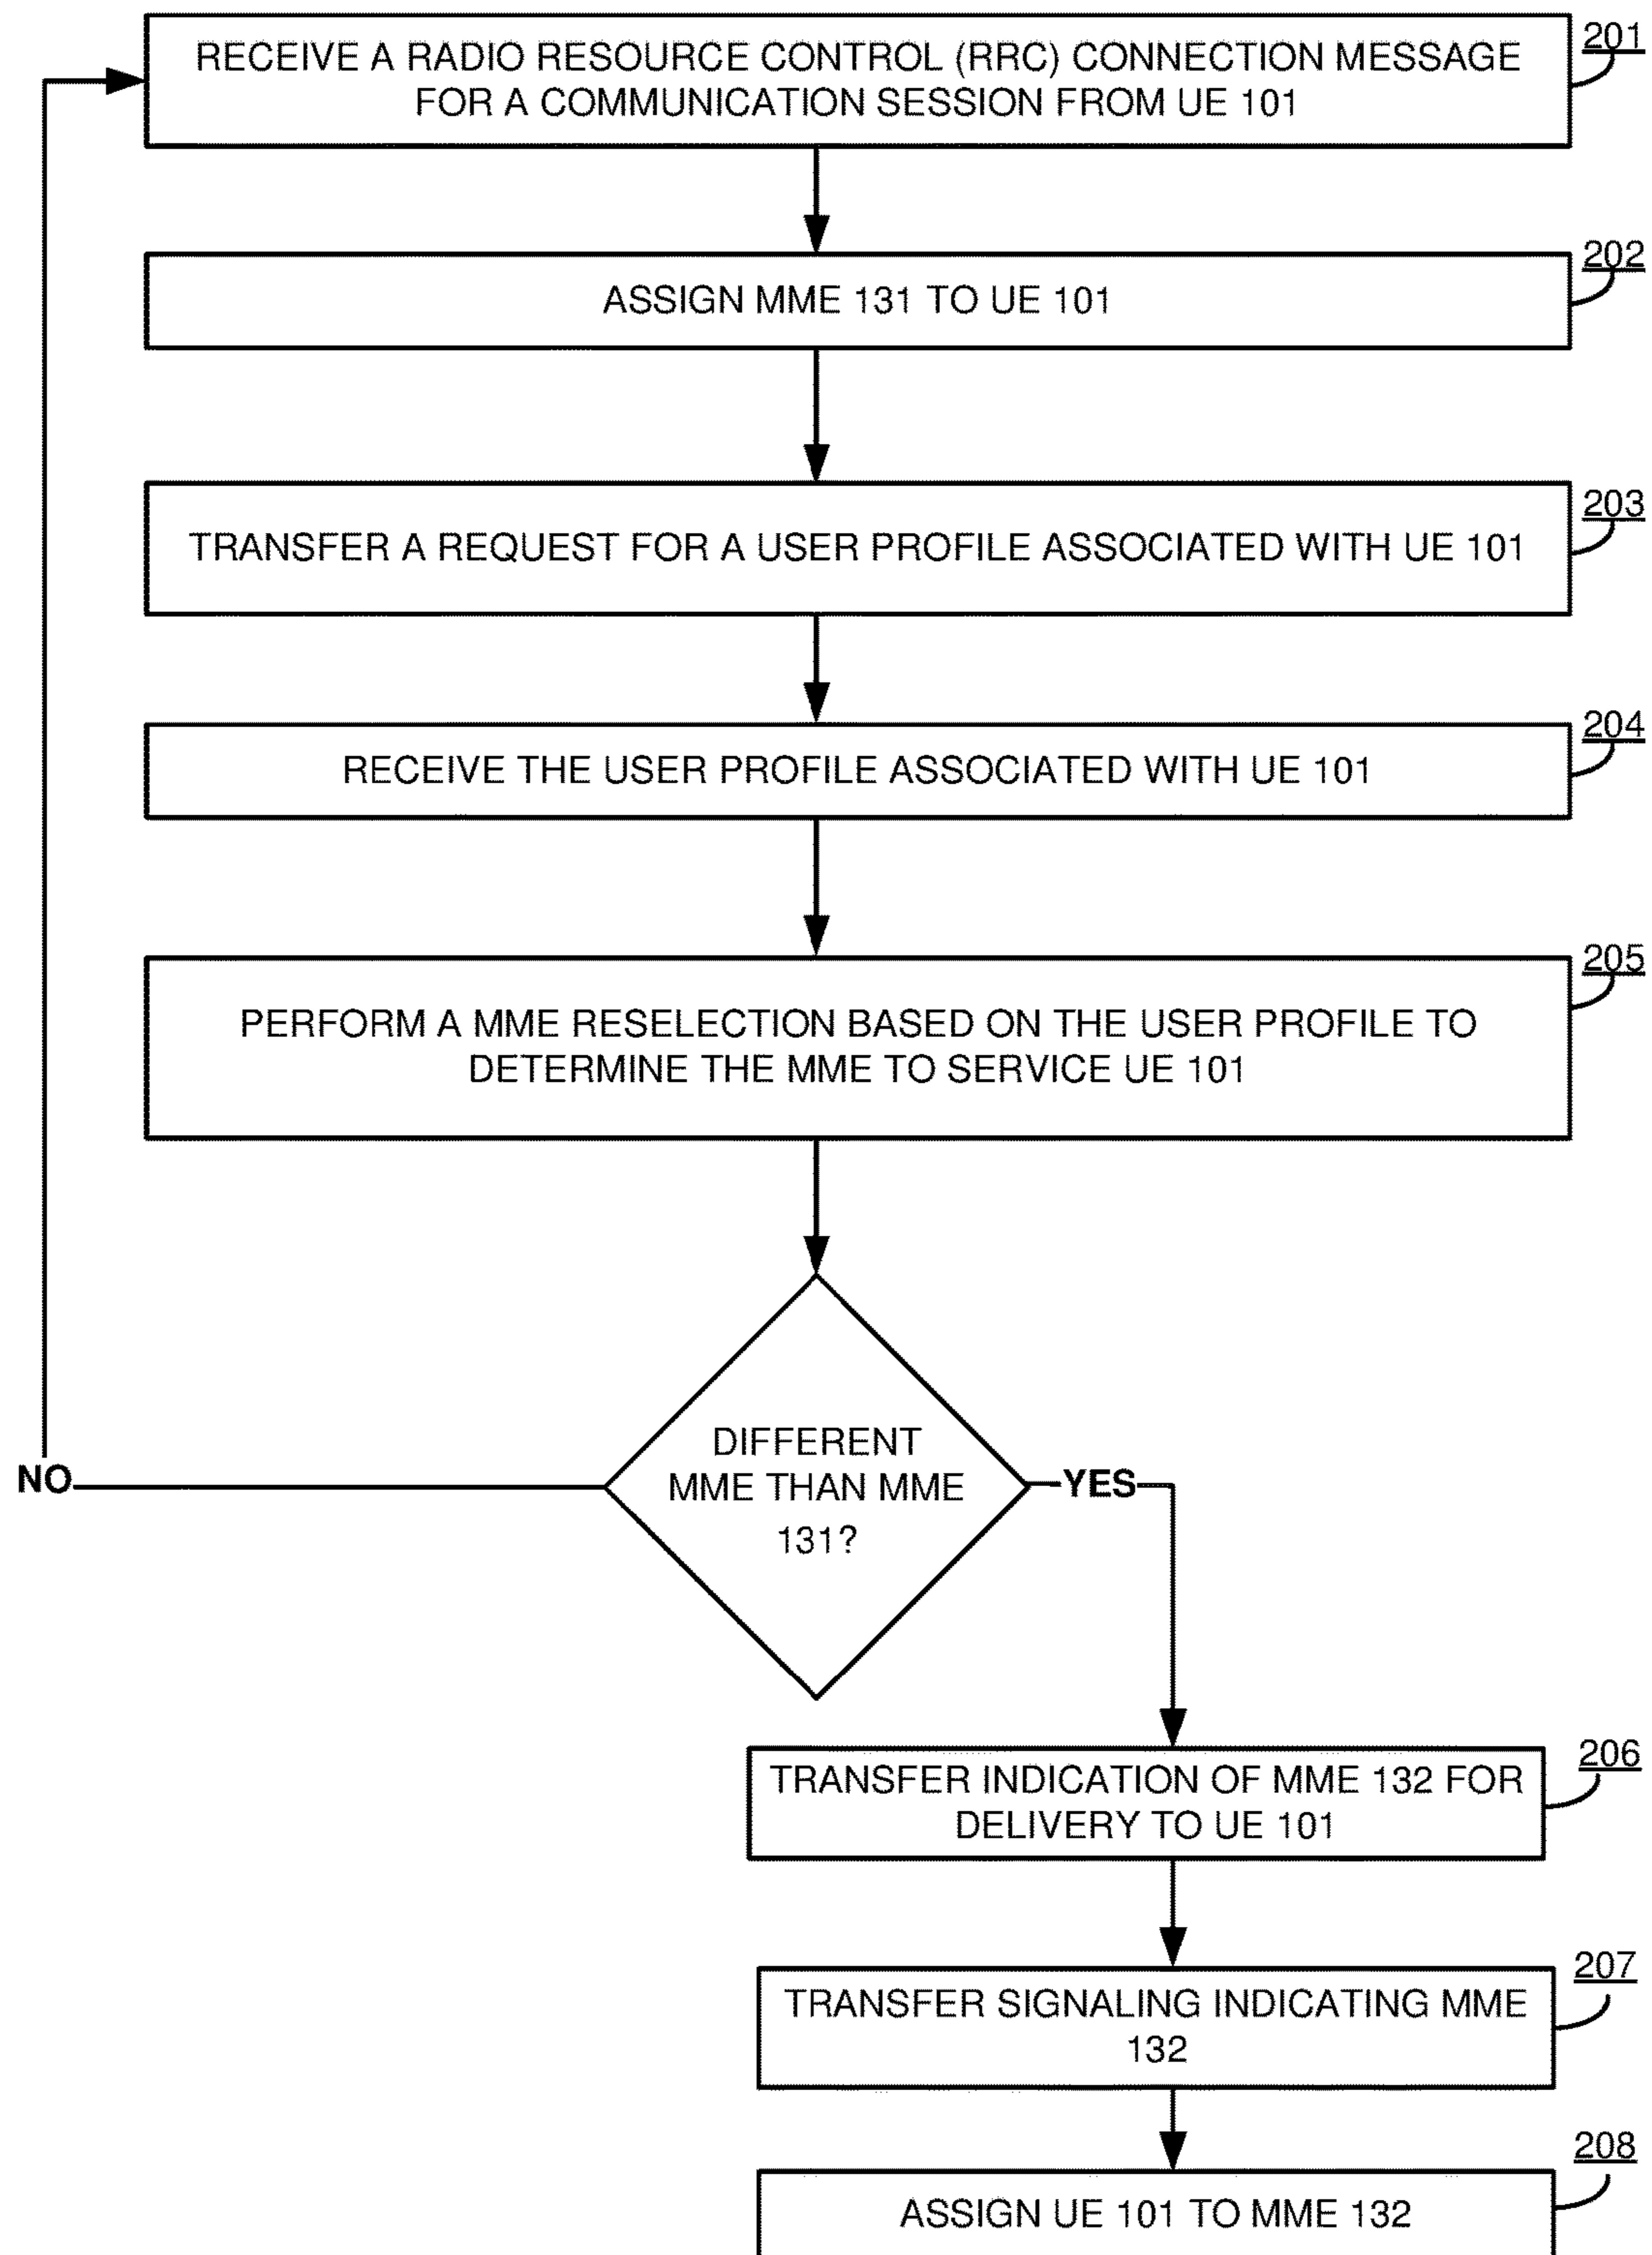 RECEIVE A RADIO RESOURCE CONTROL (RRC) CONNECTION MESSAGE
FOR A COMMUNICATION SESSION FROM UE 101
201
ASSIGN MME 131 TO UE 101
202
TRANSFER A REQUEST FOR A USER PROFILE ASSOCIATED WITH UE 101
203
RECEIVE THE USER PROFILE ASSOCIATED WITH UE 101
204
PERFORM A MME RESELECTION BASED ON THE USER PROFILE TO
DETERMINE THE MME TO SERVICE UE 101
205
DIFFERENT
MME THAN MME
131?
NO
YES
TRANSFER INDICATION OF MME 132 FOR
DELIVERY TO UE 101
206
TRANSFER SIGNALING INDICATING MME
132
207
ASSIGN UE 101 TO MME 132
208